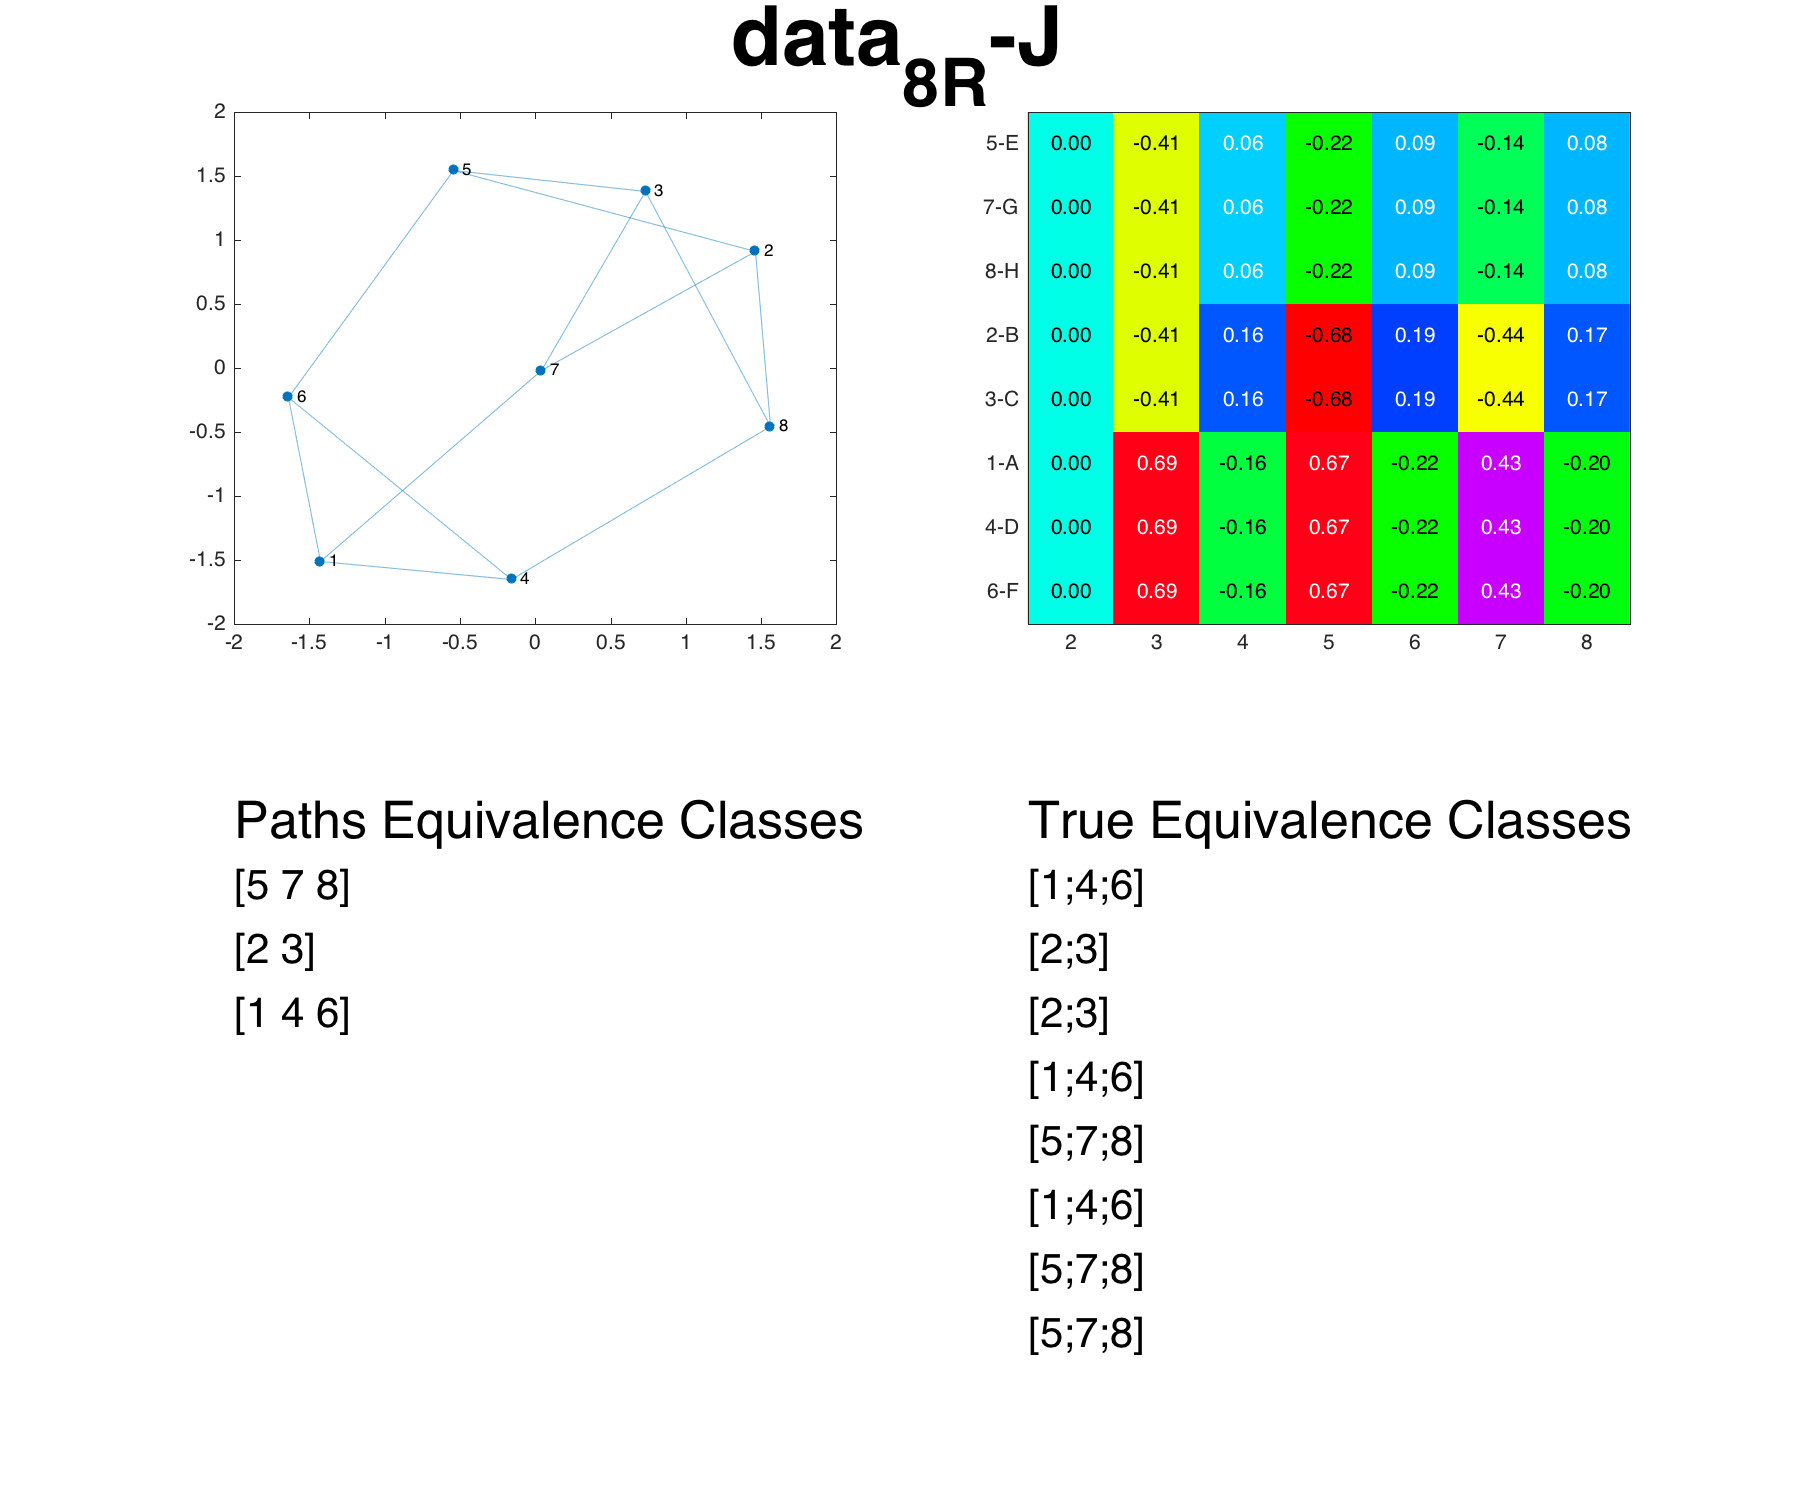 data8R-J
2
1.5
1
0.5
0
-0.5
-1
-1.5
-2
-2 -1.5 -1 -0.5 0 0.5 1 1.5 2
5
3
2
7
6
8
1
4
5-E 0.00 -0.41 0.06 -0.22 0.09 -0.14 0.08
7-G 0.00 -0.41 0.06 -0.22 0.09 -0.14 0.08
8-H 0.00 -0.41 0.06 -0.22 0.09 -0.14 0.08
2-B 0.00 -0.41 0.16 -0.68 0.19 -0.44 0.17
3-C 0.00 -0.41 0.16 -0.68 0.19 -0.44 0.17
1-A 0.00 0.69 -0.16 0.67 -0.22 0.43 -0.20
4-D 0.00 0.69 -0.16 0.67 -0.22 0.43 -0.20
6-F 0.00 0.69 -0.16 0.67 -0.22 0.43 -0.20
2 3 4 5 6 7 8
Paths Equivalence Classes
[5 7 8]
[2 3]
[1 4 6]
True Equivalence Classes
[1;4;6]
[2;3]
[2;3]
[1;4;6]
[5;7;8]
[1;4;6]
[5;7;8]
[5;7;8]